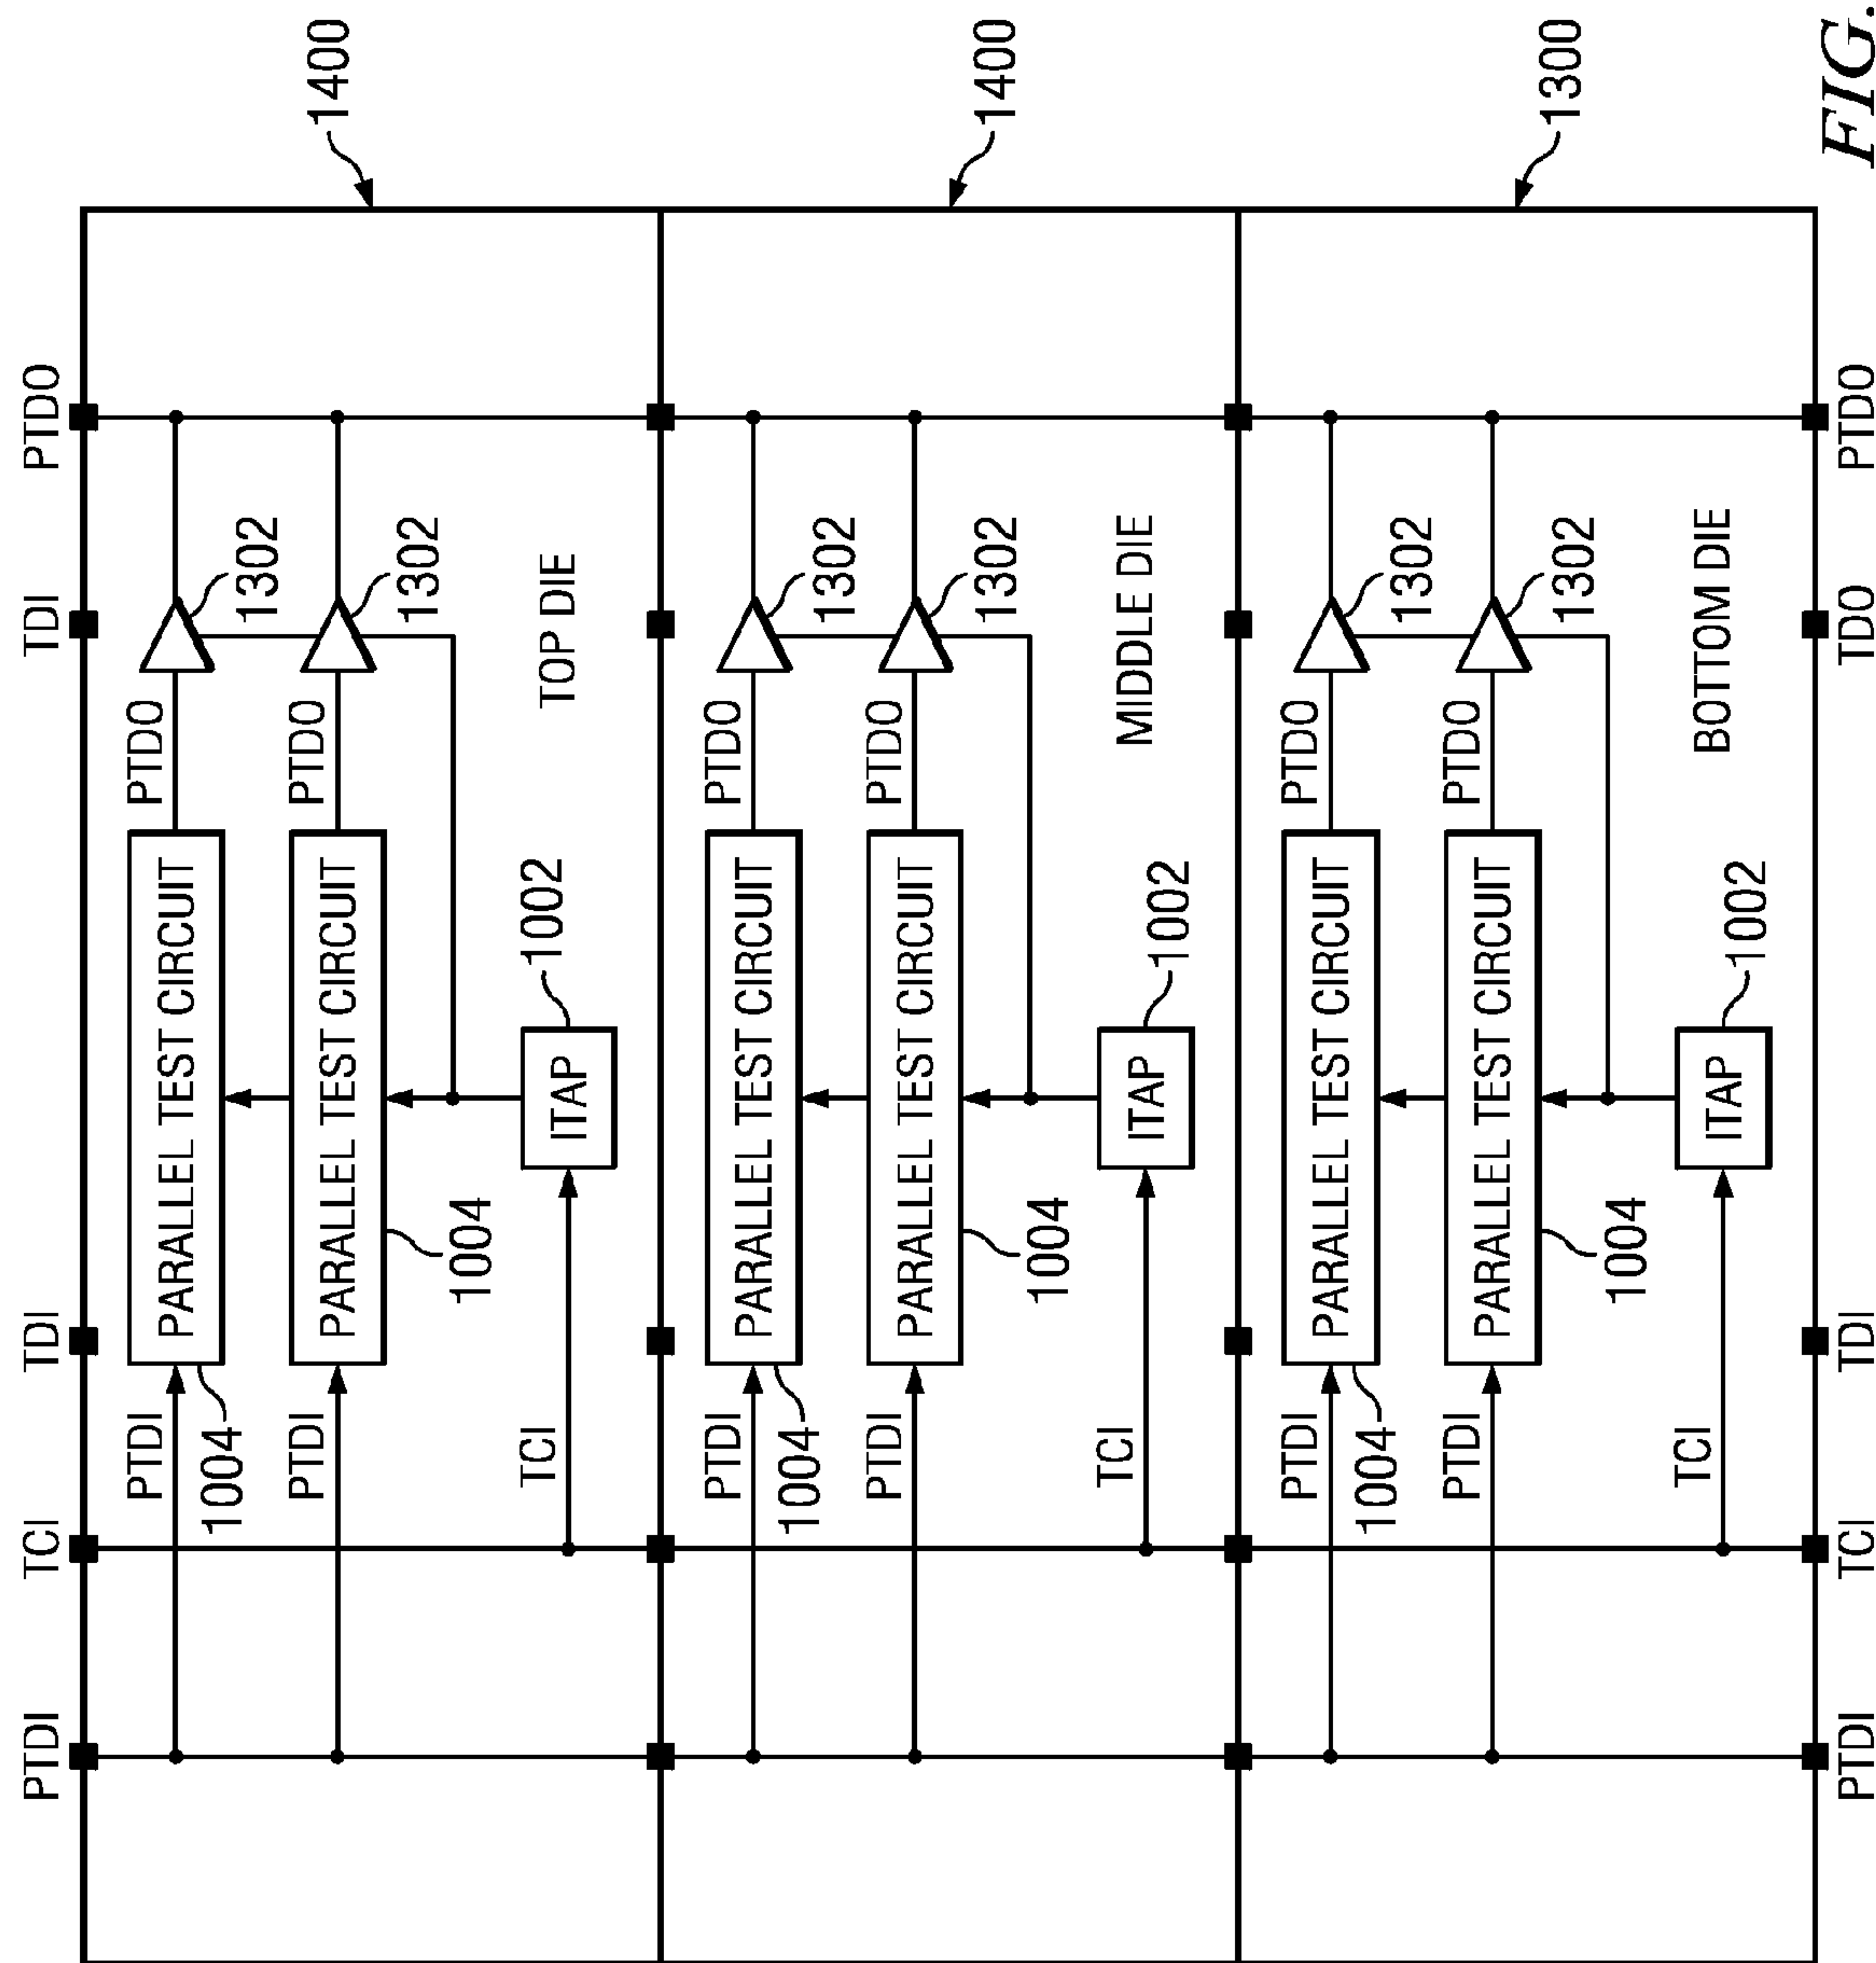 PTDI TCI TDI TDI PTDO
PTDI PARALLEL TEST CIRCUIT PTDO
1004 1302
PTDI PARALLEL TEST CIRCUIT PTDO
1400
1004 1302
TCI ITAP 1002 TOP DIE
PTDI PARALLEL TEST CIRCUIT PTDO
1004 1302
PTDI PARALLEL TEST CIRCUIT PTDO
1400
1004 1302
TCI ITAP 1002 MIDDLE DIE
PTDI PARALLEL TEST CIRCUIT PTDO
1004 1302
PTDI PARALLEL TEST CIRCUIT PTDO
1300
1004 1302
TCI ITAP 1002 BOTTOM DIE
PTDI TCI TDI TDO PTDO
FIG.